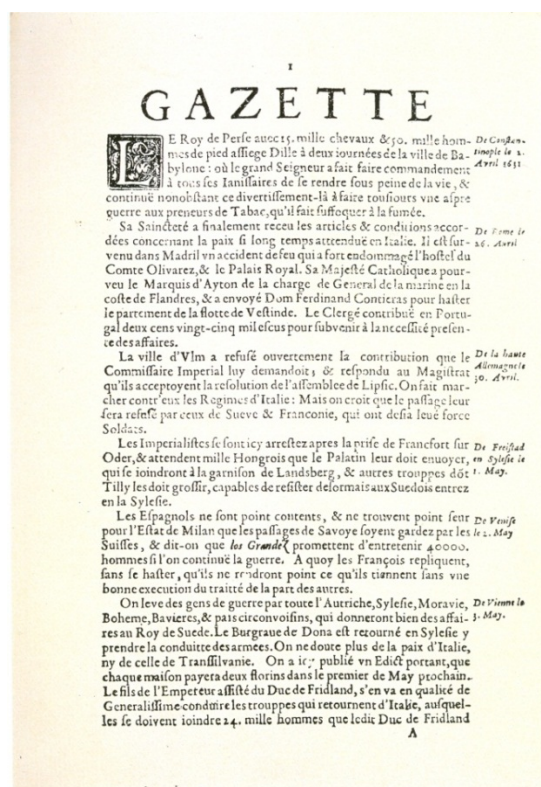 1
GAZETTE
LE Roy de Perse auec 15. mille chevaux & 50. mille hom-
mes de pied assiege Dille à deux iournées de la ville de Ba-
bylone : où le grand Seigneur a fait faire commandement
à tous ses Ianissaires de se rendre sous peine de la vie, &
continuë nonobstant ce divertissement-là à faire tousiours vne aspre
guerre aux preneurs de Tabac, qu'il fait suffoquer à la fumée.
De Constan-
tinople le 2.
Avril 1631
Sa Saincteté a finalement receu les articles & conditions accor-
dées concernant la paix si long temps attenduë en Italie. Il est sur-
venu dans Madril vn accident de feu qui a fort endommagé l'hostel du
Comte Olivarez, & le Palais Royal. Sa Majesté Catholique a pour-
veu le Marquis d'Ayton de la charge de General de la marine en la
coste de Flandres, & a envoyé Dom Ferdinand Contieras pour haster
le partement de la flotte de Vestinde. Le Clergé contribuë en Portu-
gal deux cens vingt-cinq mil escus pour subvenir à la necessité presen-
te des affaires.
De Rome le
26. Avril
La ville d'Vlm a refusé ouvertement la contribution que le
Commissaire Imperial luy demandoit ; & respondu au Magistrat
qu'ils acceptoyent la resolution de l'assemblee de Lipsic. On fait mar-
cher contr'eux les Regimes d'Italie : Mais on croit que le passage leur
sera refusé par ceux de Sueve & Franconie, qui ont desia leué force
Soldats.
De la haute
Allemagne le
30. Avril.
Les Imperialistes se sont icy arrestez apres la prise de Francfort sur
Oder, & attendent mille Hongrois que le Palatin leur doit enuoyer,
qui se ioindront à la garnison de Landsberg, & autres trouppes dôt
Tilly les doit grossir, capables de resister desormais aux Suedois entrez
en la Sylesie.
De Freistad
en Sylesie le
1. May.
Les Espagnols ne sont point contents, & ne trouvent point seur
pour l'Estat de Milan que les passages de Savoye soyent gardez par les
Suisses, & dit-on que los Grandez promettent d'entretenir 40000.
hommes si l'on continuë la guerre. A quoy les François repliquent,
sans se haster, qu'ils ne rendront point ce qu'ils tiennent sans vne
bonne execution du traitté de la part des autres.
De Venise
le 2. May
On leve des gens de guerre par toute l'Autriche, Sylesie, Moravie,
Boheme, Bavieres, & pais circonvoisins, qui donneront bien des affai-
res au Roy de Suede. Le Burgraue de Dona est retourné en Sylesie y
prendre la conduitte des armees. On ne doute plus de la paix d'Italie,
ny de celle de Transsilvanie. On a icy publié vn Edict portant, que
chaque maison payera deux florins dans le premier de May prochain.
Le fils de l'Empereur assisté du Duc de Fridland, s'en va en qualité de
Generalissime conduire les trouppes qui retournent d'Italie, ausquel-
les se doivent ioindre 24. mille hommes que ledit Duc de Fridland
De Vienne le
3. May.
A